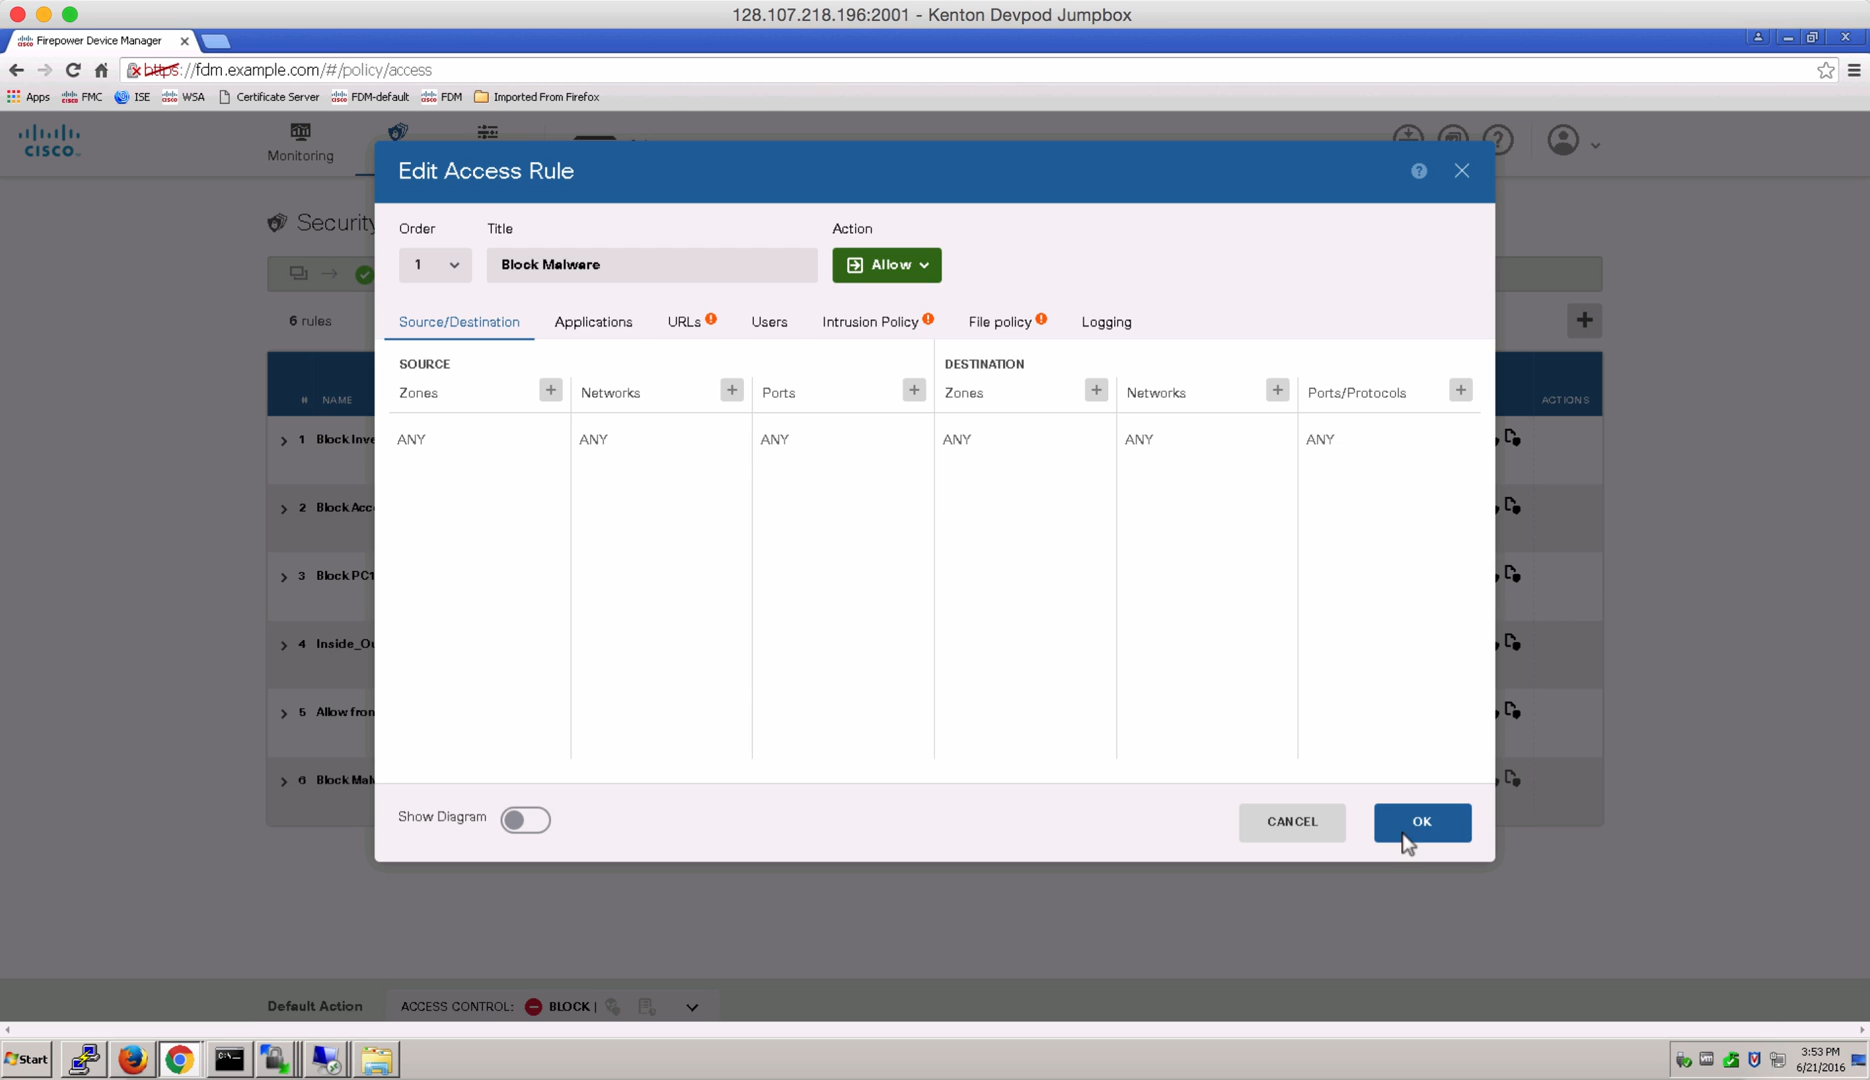 128.107.218.196:2001 - Kenton Devpod Jumpbox
Firepower Device Manager
https://fdm.example.com/#/policy/access
Apps FMC ISE WSA Certificate Server FDM-default FDM Imported From Firefox
CISCO
Monitoring
Edit Access Rule
Security
Order Title Action
1 Block Malware Allow
6 rules
Source/Destination Applications URLs Users Intrusion Policy File policy Logging
SOURCE DESTINATION
Zones Networks Ports Zones Networks Ports/Protocols
# NAME ACTIONS
ANY ANY ANY ANY ANY ANY
1 Block Inve
2 Block Acc
3 Block PC1
4 Inside_Ou
5 Allow fron
6 Block Mal
Show Diagram CANCEL OK
Default Action ACCESS CONTROL: BLOCK |
Start
3:53 PM
6/21/2016